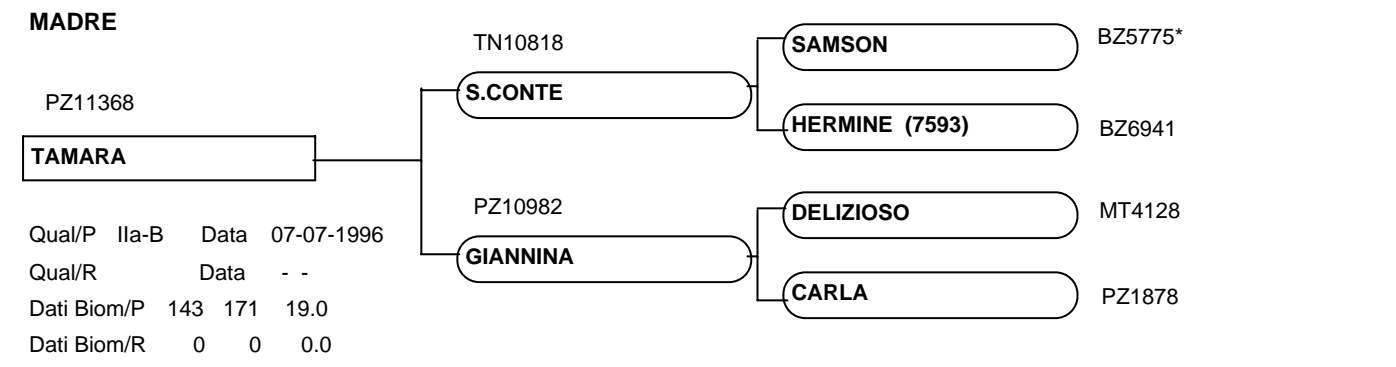 MADRE
PZ11368
TAMARA
Qual/P IIa-B Data 07-07-1996
Qual/R Data - -
Dati Biom/P 143 171 19.0
Dati Biom/R 0 0 0.0
TN10818
S.CONTE
PZ10982
GIANNINA
SAMSON BZ5775*
HERMINE (7593) BZ6941
DELIZIOSO MT4128
CARLA PZ1878